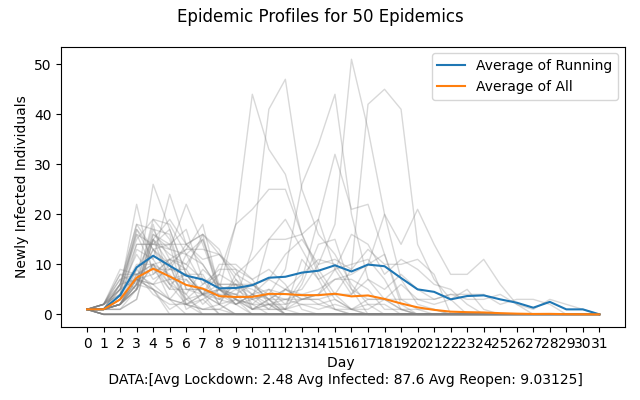 Epidemic Profiles for 50 Epidemics
Newly Infected Individuals
50
40
30
20
10
0
Average of Running
Average of All
0 1 2 3 4 5 6 7 8 9 10 11 12 13 14 15 16 17 18 19 20 21 22 23 24 25 26 27 28 29 30 31
Day
DATA:[Avg Lockdown: 2.48 Avg Infected: 87.6 Avg Reopen: 9.03125]